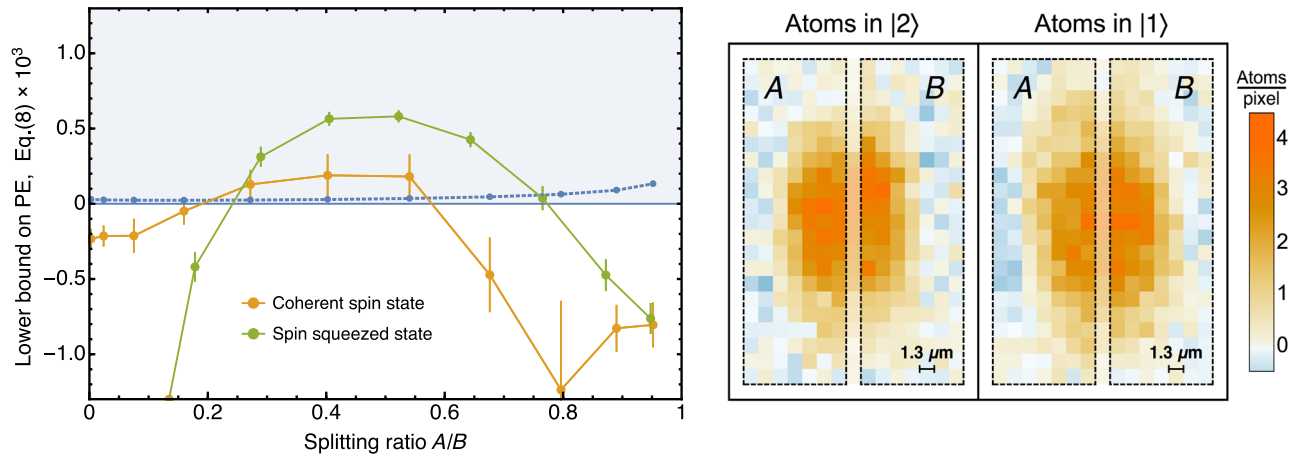 Lower bound on PE, Eq.(8) × 10³
1.0
0.5
0
−0.5
−1.0
Coherent spin state
Spin squeezed state
0
0.2
0.4
0.6
0.8
1
Splitting ratio A/B
Atoms in |2⟩
Atoms in |1⟩
A
B
A
B
1.3 µm
1.3 µm
Atoms
pixel
4
3
2
1
0